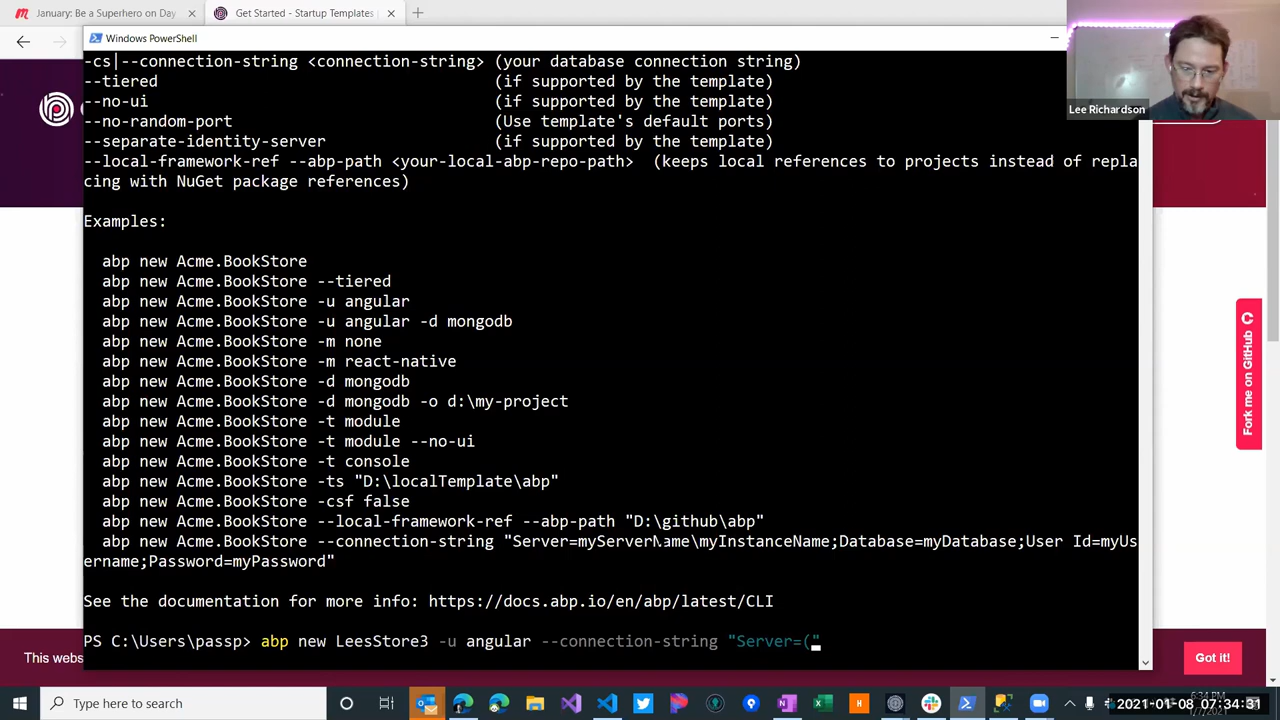 January: Be a Superhero on Day
Get Started - Startup Templates
Windows PowerShell
-cs|--connection-string <connection-string> (your database connection string)
--tiered (if supported by the template)
--no-ui (if supported by the template)
--no-random-port (Use template's default ports)
--separate-identity-server (if supported by the template)
--local-framework-ref --abp-path <your-local-abp-repo-path> (keeps local references to projects instead of repla
cing with NuGet package references)
Examples:
abp new Acme.BookStore
abp new Acme.BookStore --tiered
abp new Acme.BookStore -u angular
abp new Acme.BookStore -u angular -d mongodb
abp new Acme.BookStore -m none
abp new Acme.BookStore -m react-native
abp new Acme.BookStore -d mongodb
abp new Acme.BookStore -d mongodb -o d:\my-project
abp new Acme.BookStore -t module
abp new Acme.BookStore -t module --no-ui
abp new Acme.BookStore -t console
abp new Acme.BookStore -ts "D:\localTemplate\abp"
abp new Acme.BookStore -csf false
abp new Acme.BookStore --local-framework-ref --abp-path "D:\github\abp"
abp new Acme.BookStore --connection-string "Server=myServerName\myInstanceName;Database=myDatabase;User Id=myUs
ername;Password=myPassword"
See the documentation for more info: https://docs.abp.io/en/abp/latest/CLI
PS C:\Users\passp> abp new LeesStore3 -u angular --connection-string "Server=("
Lee Richardson
Fork me on GitHub
This webs
Got it!
Type here to search
6:34 PM
1/7/2021
2021-01-08 07:34:31